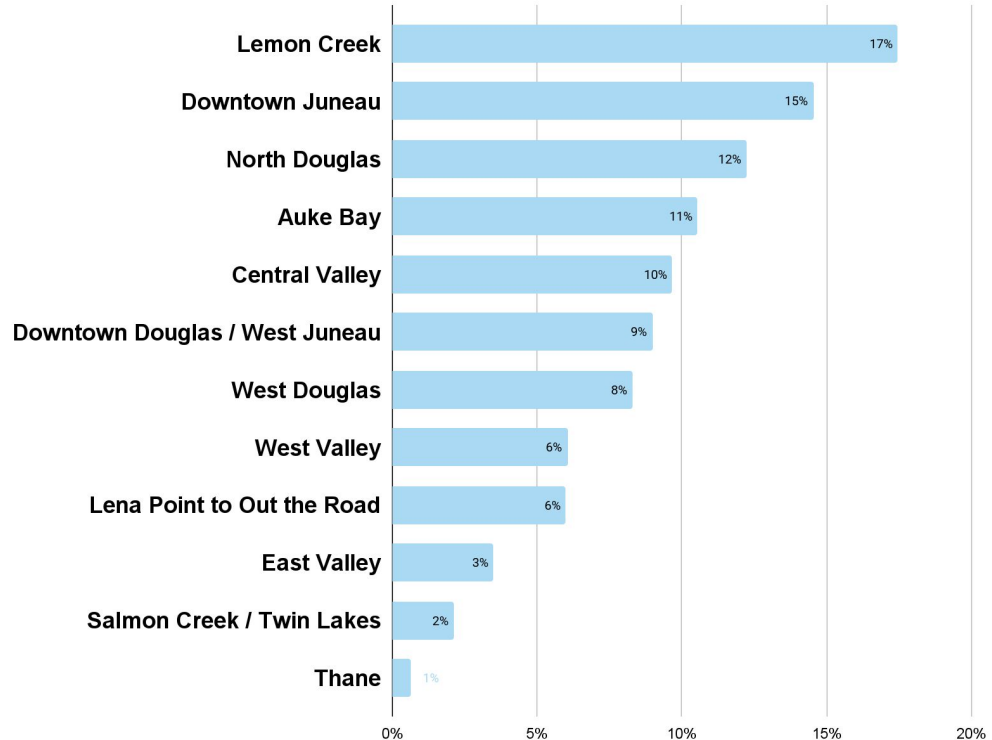 Lemon Creek 17%
Downtown Juneau 15%
North Douglas 12%
Auke Bay 11%
Central Valley 10%
Downtown Douglas / West Juneau 9%
West Douglas 8%
West Valley 6%
Lena Point to Out the Road 6%
East Valley 3%
Salmon Creek / Twin Lakes 2%
Thane 1%
0% 5% 10% 15% 20%